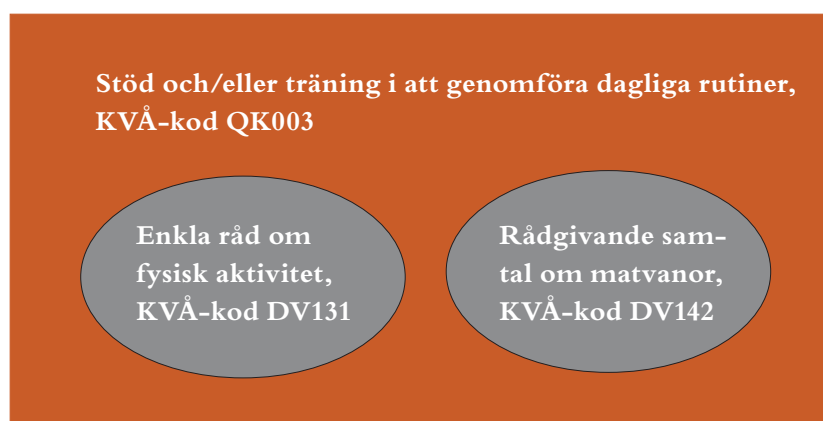 Stöd och/eller träning i att genomföra dagliga rutiner,
KVÅ-kod QK003
Enkla råd om
fysisk aktivitet,
KVÅ-kod DV131
Rådgivande sam-
tal om matvanor,
KVÅ-kod DV142